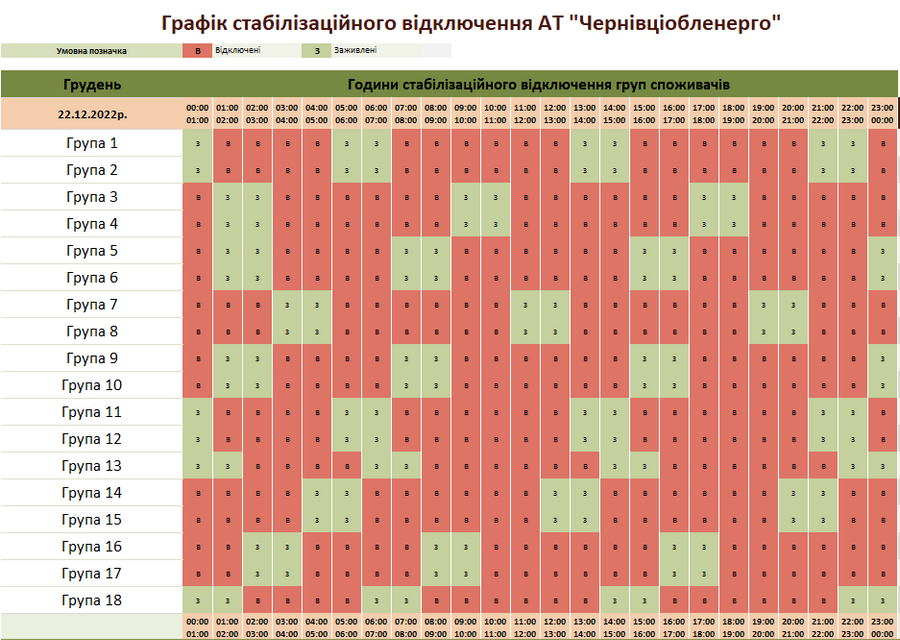 Графік стабілізаційного відключення АТ "Чернівціобленерго"
Умовна позначка В Відключені З Заживлені
Грудень Години стабілізаційного відключення груп споживачів
22.12.2022р.
00:00 01:00 02:00 03:00 04:00 05:00 06:00 07:00 08:00 09:00 10:00 11:00 12:00 13:00 14:00 15:00 16:00 17:00 18:00 19:00 20:00 21:00 22:00 23:00
01:00 02:00 03:00 04:00 05:00 06:00 07:00 08:00 09:00 10:00 11:00 12:00 13:00 14:00 15:00 16:00 17:00 18:00 19:00 20:00 21:00 22:00 23:00 00:00
Група 1 З В В В В З З В В В В В В З З В В В В В В З З В
Група 2 З В В В В З З В В В В В В З З В В В В В В З З В
Група 3 В З З В В В В В В З З В В В В В В З З В В В В В
Група 4 В З З В В В В В В З З В В В В В В З З В В В В В
Група 5 В З З В В В В З З В В В В В В З З В В В В В В З
Група 6 В З З В В В В З З В В В В В В З З В В В В В В З
Група 7 В В В З З В В В В В В З З В В В В В В З З В В В
Група 8 В В В З З В В В В В В З З В В В В В В З З В В В
Група 9 В З З В В В В З З В В В В В В З З В В В В В В З
Група 10 В З З В В В В З З В В В В В В З З В В В В В В З
Група 11 З В В В В З З В В В В В В З З В В В В В В З З В
Група 12 З В В В В З З В В В В В В З З В В В В В В З З В
Група 13 З З В В В В З З В В В В В В З З В В В В В В З З
Група 14 В В В В З З В В В В В В З З В В В В В В З З В В
Група 15 В В В В З З В В В В В В З З В В В В В В З З В В
Група 16 В В З З В В В В З З В В В В В В З З В В В В В В
Група 17 В В З З В В В В З З В В В В В В З З В В В В В В
Група 18 З З В В В В З З В В В В В В З З В В В В В В З З
00:00 01:00 02:00 03:00 04:00 05:00 06:00 07:00 08:00 09:00 10:00 11:00 12:00 13:00 14:00 15:00 16:00 17:00 18:00 19:00 20:00 21:00 22:00 23:00
01:00 02:00 03:00 04:00 05:00 06:00 07:00 08:00 09:00 10:00 11:00 12:00 13:00 14:00 15:00 16:00 17:00 18:00 19:00 20:00 21:00 22:00 23:00 00:00